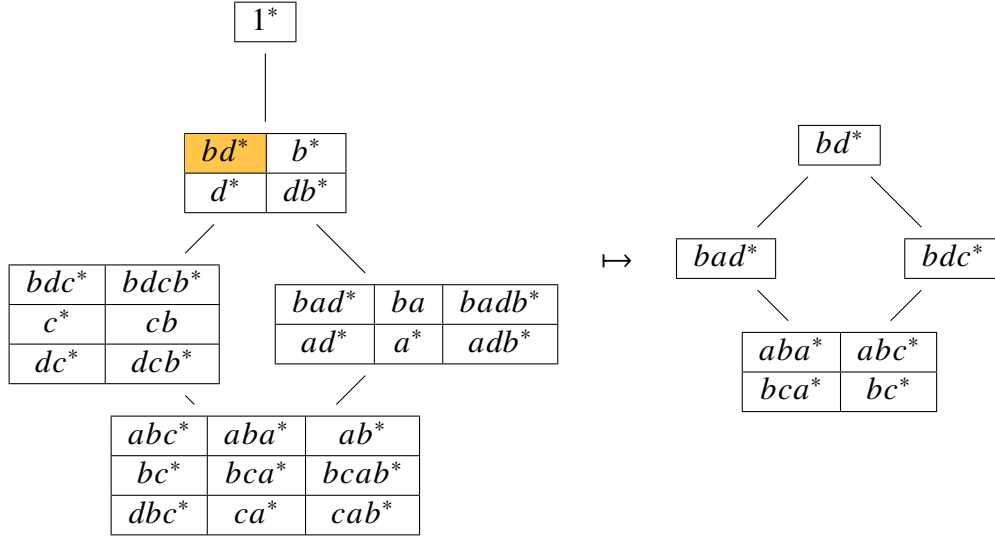 1*
bd* b*
d* db*
bdc* bdcb*
c* cb
dc* dcb*
bad* ba badb*
ad* a* adb*
abc* aba* ab*
bc* bca* bcab*
dbc* ca* cab*
↦
bd*
bad* bdc*
aba* abc*
bca* bc*